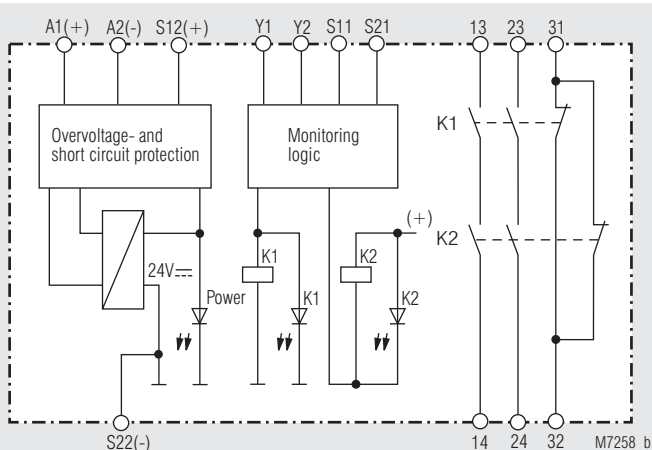 A1(+) A2(-) S12(+) Y1 Y2 S11 S21 13 23 31
Overvoltage- and
short circuit protection
Monitoring
logic
K1
(+)
K2
K1
K2
24V
Power
K1
K2
S22(-)
14 24 32 M7258 b